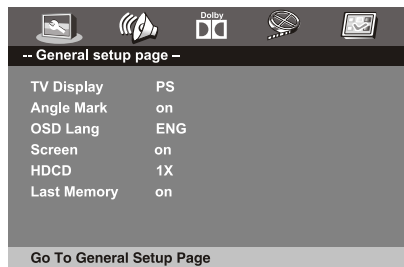 Dolby
-- General setup page –
TV Display PS
Angle Mark on
OSD Lang ENG
Screen on
HDCD 1X
Last Memory on
Go To General Setup Page